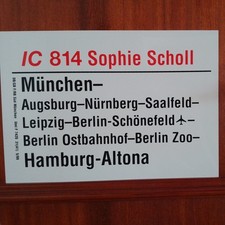 IC 814 Sophie Scholl
München–
Augsburg–Nürnberg–Saalfeld–
Leipzig–Berlin-Schönefeld✈–
Berlin Ostbahnhof–Berlin Zoo–
Hamburg-Altona